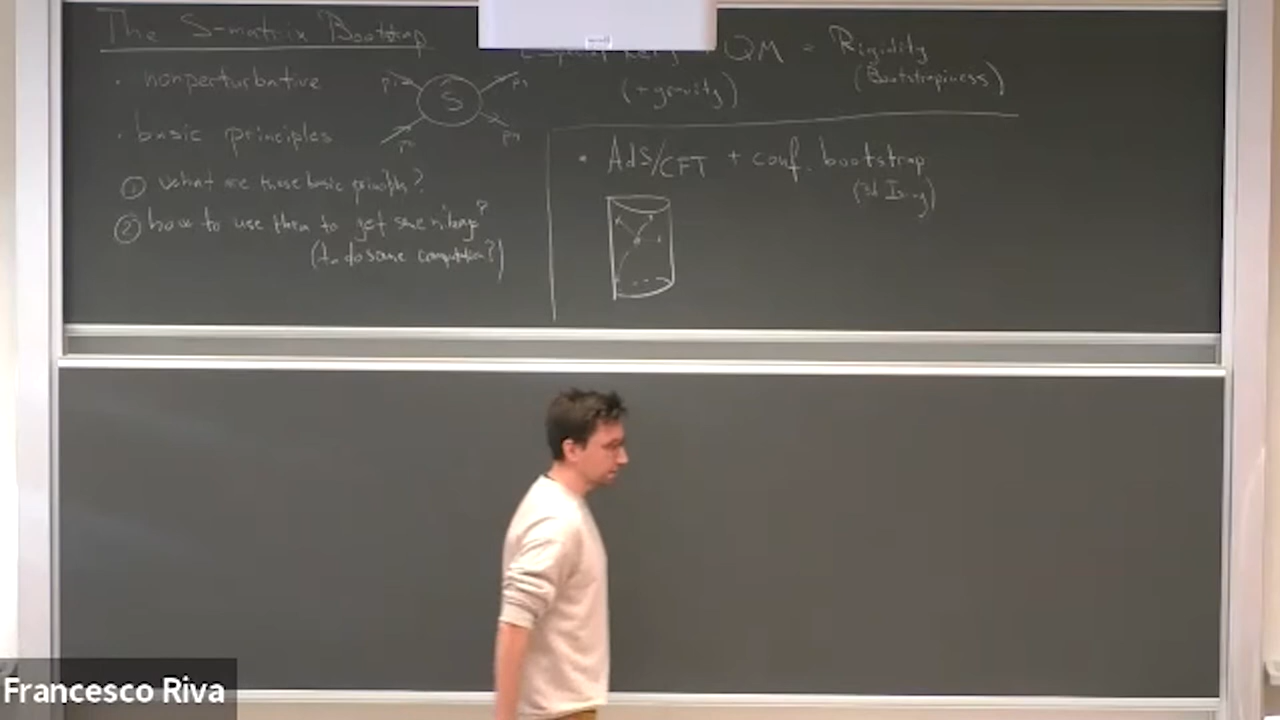 The S-matrix Bootstrap
• nonperturbative
• basic principles
① What are these basic principles?
② how to use them to get some
(to do some computation?)
S
QM = Rigidity
(+ gravity)
(Bootstrapiness)
• AdS/CFT + conf. bootstrap
(3d Ising)
Francesco Riva